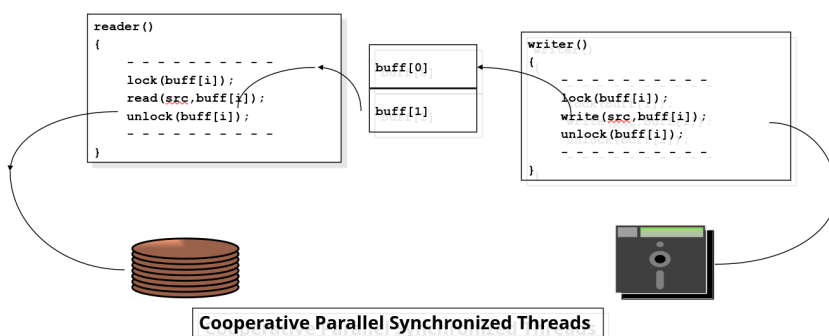 reader()
{
- - - - - - - - - -
lock(buff[i]);
read(src,buff[i]);
unlock(buff[i]);
- - - - - - - - - -
}
buff[0]
buff[1]
writer()
{
- - - - - - - - - -
lock(buff[i]);
write(src,buff[i]);
unlock(buff[i]);
- - - - - - - - - -
}
Cooperative Parallel Synchronized Threads